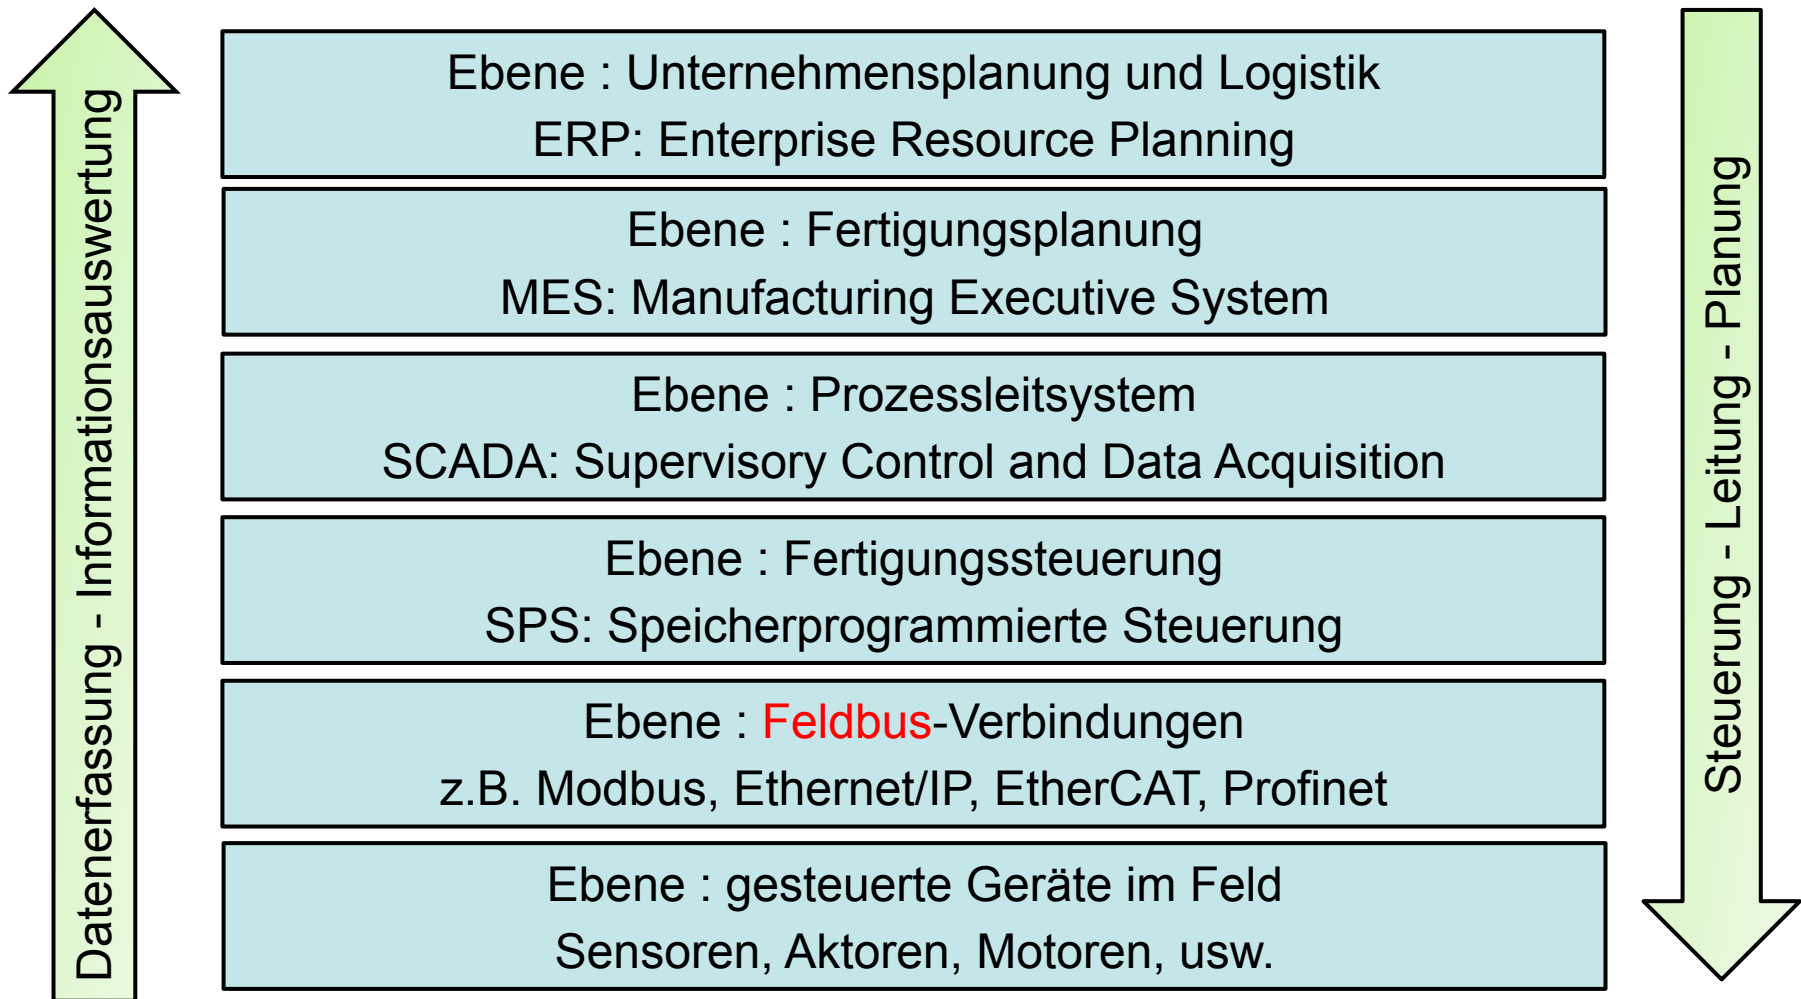 Datenerfassung - Informationsauswertung
Ebene : Unternehmensplanung und Logistik
ERP: Enterprise Resource Planning
Ebene : Fertigungsplanung
MES: Manufacturing Executive System
Ebene : Prozessleitsystem
SCADA: Supervisory Control and Data Acquisition
Ebene : Fertigungssteuerung
SPS: Speicherprogrammierte Steuerung
Ebene : Feldbus-Verbindungen
z.B. Modbus, Ethernet/IP, EtherCAT, Profinet
Ebene : gesteuerte Geräte im Feld
Sensoren, Aktoren, Motoren, usw.
Steuerung - Leitung - Planung